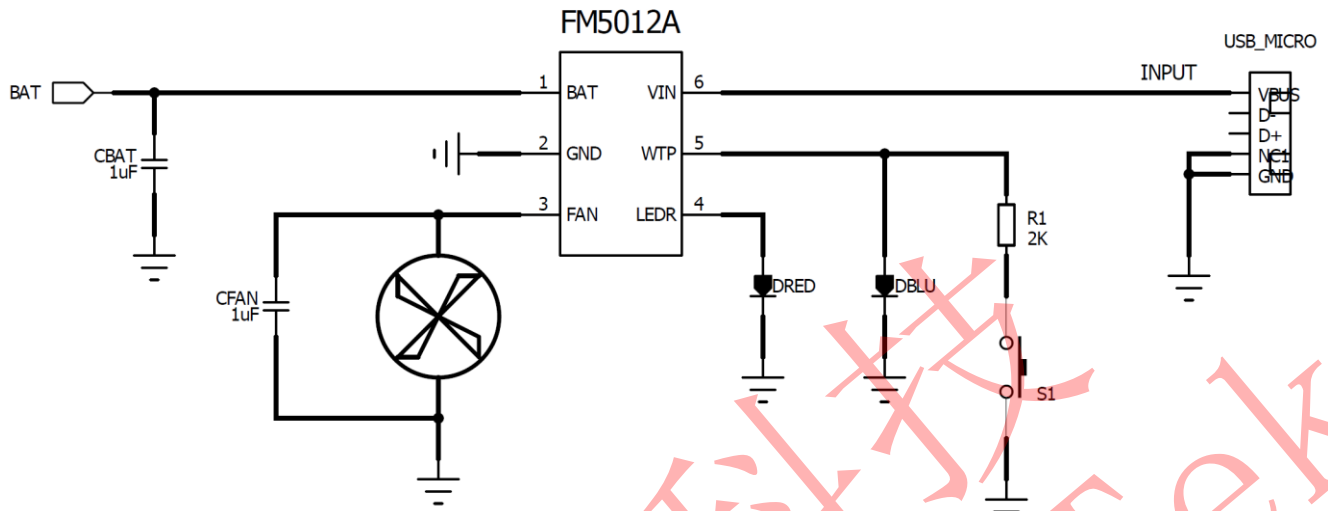 FM5012A
USB_MICRO
BAT
1 BAT VIN 6
INPUT
VBUS
D-
D+
NC1
GND
CBAT
1uF
2 GND WTP 5
3 FAN LEDR 4
R1
2K
DRED
DBLU
CFAN
1uF
S1